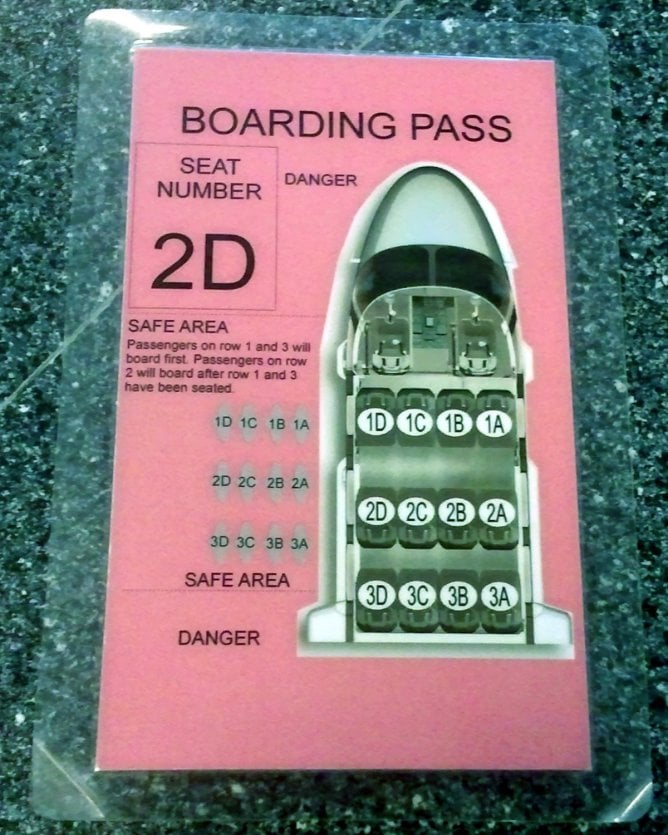 BOARDING PASS
SEAT
NUMBER
2D
DANGER
SAFE AREA
Passengers on row 1 and 3 will
board first. Passengers on row
2 will board after row 1 and 3
have been seated.
1D 1C 1B 1A
2D 2C 2B 2A
3D 3C 3B 3A
SAFE AREA
DANGER
1D 1C 1B 1A
2D 2C 2B 2A
3D 3C 3B 3A